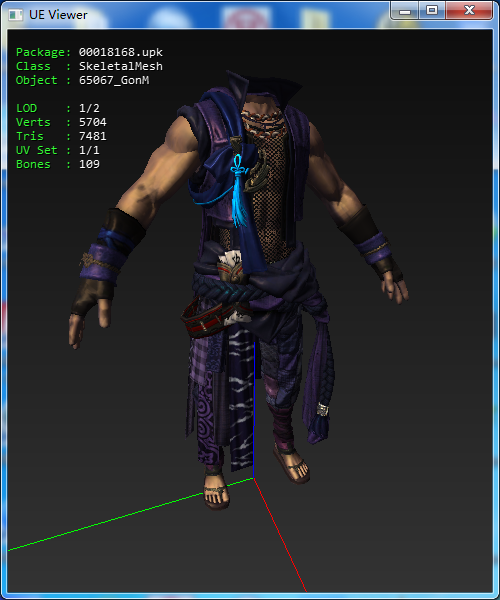 UE Viewer
Package: 00018168.upk
Class : SkeletalMesh
Object : 65067_GonM
LOD : 1/2
Verts : 5704
Tris : 7481
UV Set : 1/1
Bones : 109